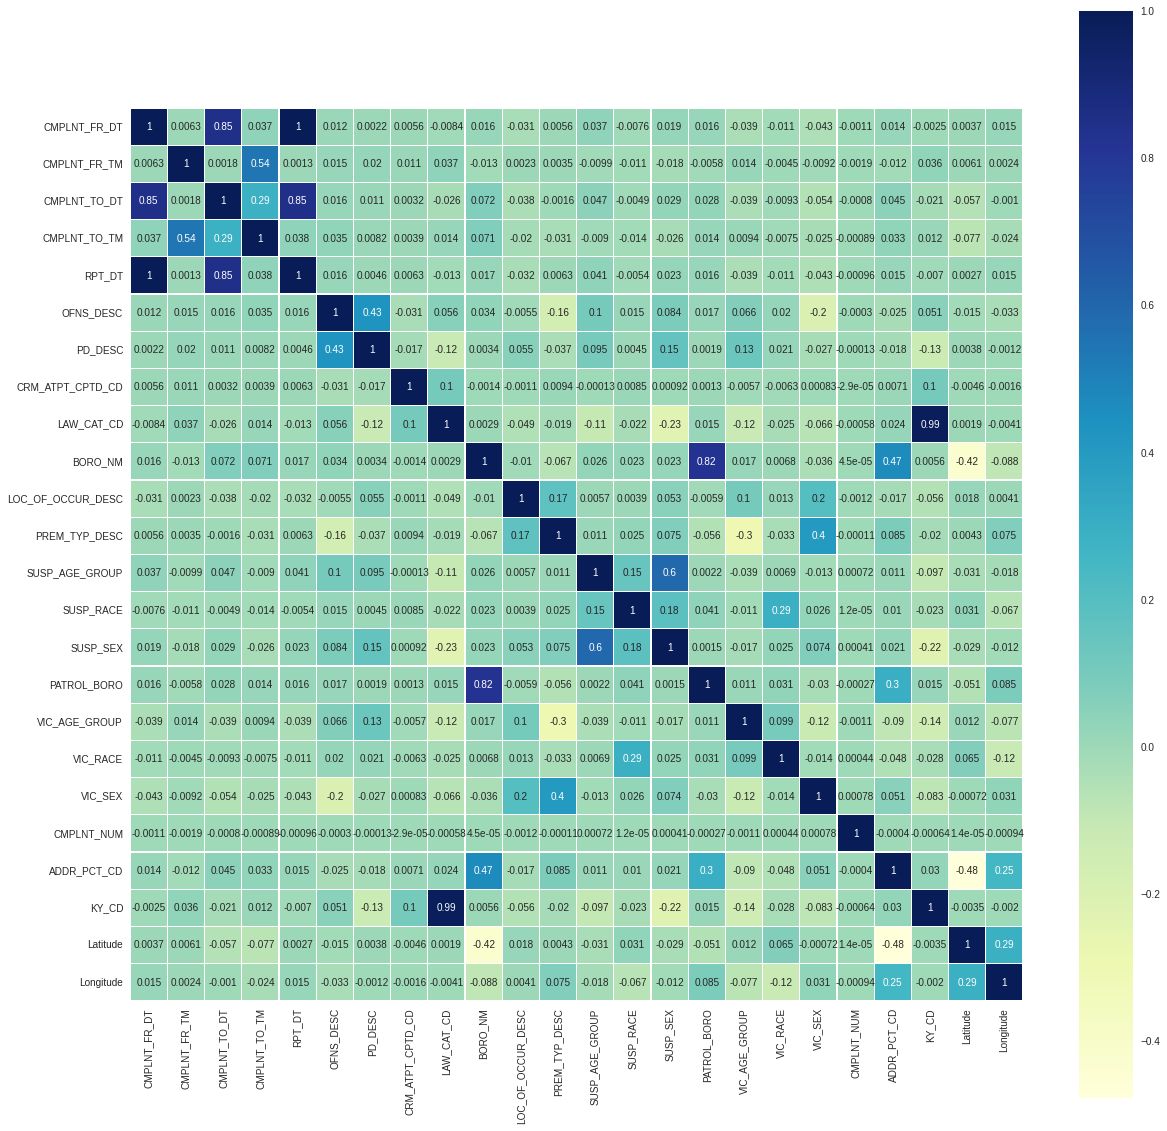 1.0
CMPLNT_FR_DT 1 0.0063 0.85 0.037 1 0.012 0.0022 0.0056 -0.0084 0.016 -0.031 0.0056 0.037 -0.0076 0.019 0.016 -0.039 -0.011 -0.043 -0.0011 0.014 -0.0025 0.0037 0.015
CMPLNT_FR_TM 0.0063 1 0.0018 0.54 0.0013 0.015 0.02 0.011 0.037 -0.013 0.0023 0.0035 -0.0099 -0.011 -0.018 -0.0058 0.014 -0.0045 -0.0092 -0.0019 -0.012 0.036 0.0061 0.0024
0.8
CMPLNT_TO_DT 0.85 0.0018 1 0.29 0.85 0.016 0.011 0.0032 -0.026 0.072 -0.038 -0.0016 0.047 -0.0049 0.029 0.028 -0.039 -0.0093 -0.054 -0.0008 0.045 -0.021 -0.057 -0.001
CMPLNT_TO_TM 0.037 0.54 0.29 1 0.038 0.035 0.0082 0.0039 0.014 0.071 -0.02 -0.031 -0.009 -0.014 -0.026 0.014 0.0094 -0.0075 -0.025 -0.00089 0.033 0.012 -0.077 -0.024
RPT_DT 1 0.0013 0.85 0.038 1 0.016 0.0046 0.0063 -0.013 0.017 -0.032 0.0063 0.041 -0.0054 0.023 0.016 -0.039 -0.011 -0.043 -0.00096 0.015 -0.007 0.0027 0.015
0.6
OFNS_DESC 0.012 0.015 0.016 0.035 0.016 1 0.43 -0.031 0.056 0.034 -0.0055 -0.16 0.1 0.015 0.084 0.017 0.066 0.02 -0.2 -0.0003 -0.025 0.051 -0.015 -0.033
PD_DESC 0.0022 0.02 0.011 0.0082 0.0046 0.43 1 -0.017 -0.12 0.0034 0.055 -0.037 0.095 0.0045 0.15 0.0019 0.13 0.021 -0.027 -0.00013 -0.018 -0.13 0.0038 -0.0012
CRM_ATPT_CPTD_CD 0.0056 0.011 0.0032 0.0039 0.0063 -0.031 -0.017 1 0.1 -0.0014 -0.0011 0.0094 -0.00013 0.0085 0.00092 0.0013 -0.0057 -0.0063 0.00083 -2.9e-05 0.0071 0.1 -0.0046 -0.0016
LAW_CAT_CD -0.0084 0.037 -0.026 0.014 -0.013 0.056 -0.12 0.1 1 0.0029 -0.049 -0.019 -0.11 -0.022 -0.23 0.015 -0.12 -0.025 -0.066 -0.00058 0.024 0.99 0.0019 -0.0041
0.4
BORO_NM 0.016 -0.013 0.072 0.071 0.017 0.034 0.0034 -0.0014 0.0029 1 -0.01 -0.067 0.026 0.023 0.023 0.82 0.017 0.0068 -0.036 4.5e-05 0.47 0.0056 -0.42 -0.088
LOC_OF_OCCUR_DESC -0.031 0.0023 -0.038 -0.02 -0.032 -0.0055 0.055 -0.0011 -0.049 -0.01 1 0.17 0.0057 0.0039 0.053 -0.0059 0.1 0.013 0.2 -0.0012 -0.017 -0.056 0.018 0.0041
PREM_TYP_DESC 0.0056 0.0035 -0.0016 -0.031 0.0063 -0.16 -0.037 0.0094 -0.019 -0.067 0.17 1 0.011 0.025 0.075 -0.056 -0.3 -0.033 0.4 -0.00011 0.085 -0.02 0.0043 0.075
SUSP_AGE_GROUP 0.037 -0.0099 0.047 -0.009 0.041 0.1 0.095 -0.00013 -0.11 0.026 0.0057 0.011 1 0.15 0.6 0.0022 -0.039 0.0069 -0.013 0.00072 0.011 -0.097 -0.031 -0.018
0.2
SUSP_RACE -0.0076 -0.011 -0.0049 -0.014 -0.0054 0.015 0.0045 0.0085 -0.022 0.023 0.0039 0.025 0.15 1 0.18 0.041 -0.011 0.29 0.026 1.2e-05 0.01 -0.023 0.031 -0.067
SUSP_SEX 0.019 -0.018 0.029 -0.026 0.023 0.084 0.15 0.00092 -0.23 0.023 0.053 0.075 0.6 0.18 1 0.0015 -0.017 0.025 0.074 0.00041 0.021 -0.22 -0.029 -0.012
PATROL_BORO 0.016 -0.0058 0.028 0.014 0.016 0.017 0.0019 0.0013 0.015 0.82 -0.0059 -0.056 0.0022 0.041 0.0015 1 0.011 0.031 -0.03 -0.00027 0.3 0.015 -0.051 0.085
VIC_AGE_GROUP -0.039 0.014 -0.039 0.0094 -0.039 0.066 0.13 -0.0057 -0.12 0.017 0.1 -0.3 -0.039 -0.011 -0.017 0.011 1 0.099 -0.12 -0.0011 -0.09 -0.14 0.012 -0.077
0.0
VIC_RACE -0.011 -0.0045 -0.0093 -0.0075 -0.011 0.02 0.021 -0.0063 -0.025 0.0068 0.013 -0.033 0.0069 0.29 0.025 0.031 0.099 1 -0.014 0.00044 -0.048 -0.028 0.065 -0.12
VIC_SEX -0.043 -0.0092 -0.054 -0.025 -0.043 -0.2 -0.027 0.00083 -0.066 -0.036 0.2 0.4 -0.013 0.026 0.074 -0.03 -0.12 -0.014 1 0.00078 0.051 -0.083 -0.00072 0.031
CMPLNT_NUM -0.0011 -0.0019 -0.0008 -0.00089 -0.00096 -0.0003 -0.00013 -2.9e-05 -0.00058 4.5e-05 -0.0012 -0.00011 0.00072 1.2e-05 0.00041 -0.00027 -0.0011 0.00044 0.00078 1 -0.0004 -0.00064 1.4e-05 -0.00094
ADDR_PCT_CD 0.014 -0.012 0.045 0.033 0.015 -0.025 -0.018 0.0071 0.024 0.47 -0.017 0.085 0.011 0.01 0.021 0.3 -0.09 -0.048 0.051 -0.0004 1 0.03 -0.48 0.25
-0.2
KY_CD -0.0025 0.036 -0.021 0.012 -0.007 0.051 -0.13 0.1 0.99 0.0056 -0.056 -0.02 -0.097 -0.023 -0.22 0.015 -0.14 -0.028 -0.083 -0.00064 0.03 1 -0.0035 -0.002
Latitude 0.0037 0.0061 -0.057 -0.077 0.0027 -0.015 0.0038 -0.0046 0.0019 -0.42 0.018 0.0043 -0.031 0.031 -0.029 -0.051 0.012 0.065 -0.00072 1.4e-05 -0.48 -0.0035 1 0.29
Longitude 0.015 0.0024 -0.001 -0.024 0.015 -0.033 -0.0012 -0.0016 -0.0041 -0.088 0.0041 0.075 -0.018 -0.067 -0.012 0.085 -0.077 -0.12 0.031 -0.00094 0.25 -0.002 0.29 1
-0.4
CMPLNT_FR_DT
CMPLNT_FR_TM
CMPLNT_TO_DT
CMPLNT_TO_TM
RPT_DT
OFNS_DESC
PD_DESC
CRM_ATPT_CPTD_CD
LAW_CAT_CD
BORO_NM
LOC_OF_OCCUR_DESC
PREM_TYP_DESC
SUSP_AGE_GROUP
SUSP_RACE
SUSP_SEX
PATROL_BORO
VIC_AGE_GROUP
VIC_RACE
VIC_SEX
CMPLNT_NUM
ADDR_PCT_CD
KY_CD
Latitude
Longitude